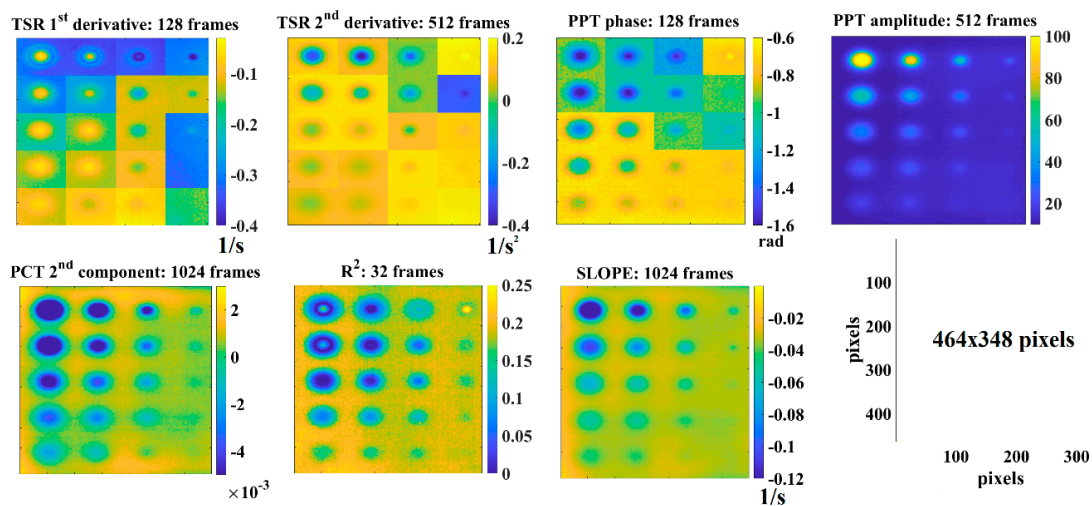 TSR 1st derivative: 128 frames
TSR 2nd derivative: 512 frames
PPT phase: 128 frames
PPT amplitude: 512 frames
-0.1
-0.2
-0.3
-0.4
1/s
0.2
0
-0.2
-0.4
1/s²
-0.6
-0.8
-1
-1.2
-1.4
-1.6
rad
100
80
60
40
20
PCT 2nd component: 1024 frames
R²: 32 frames
SLOPE: 1024 frames
2
0
-2
-4
×10⁻³
0.25
0.2
0.15
0.1
0.05
0
-0.02
-0.04
-0.06
-0.08
-0.1
-0.12
1/s
100
200
300
400
pixels
464x348 pixels
100 200 300
pixels